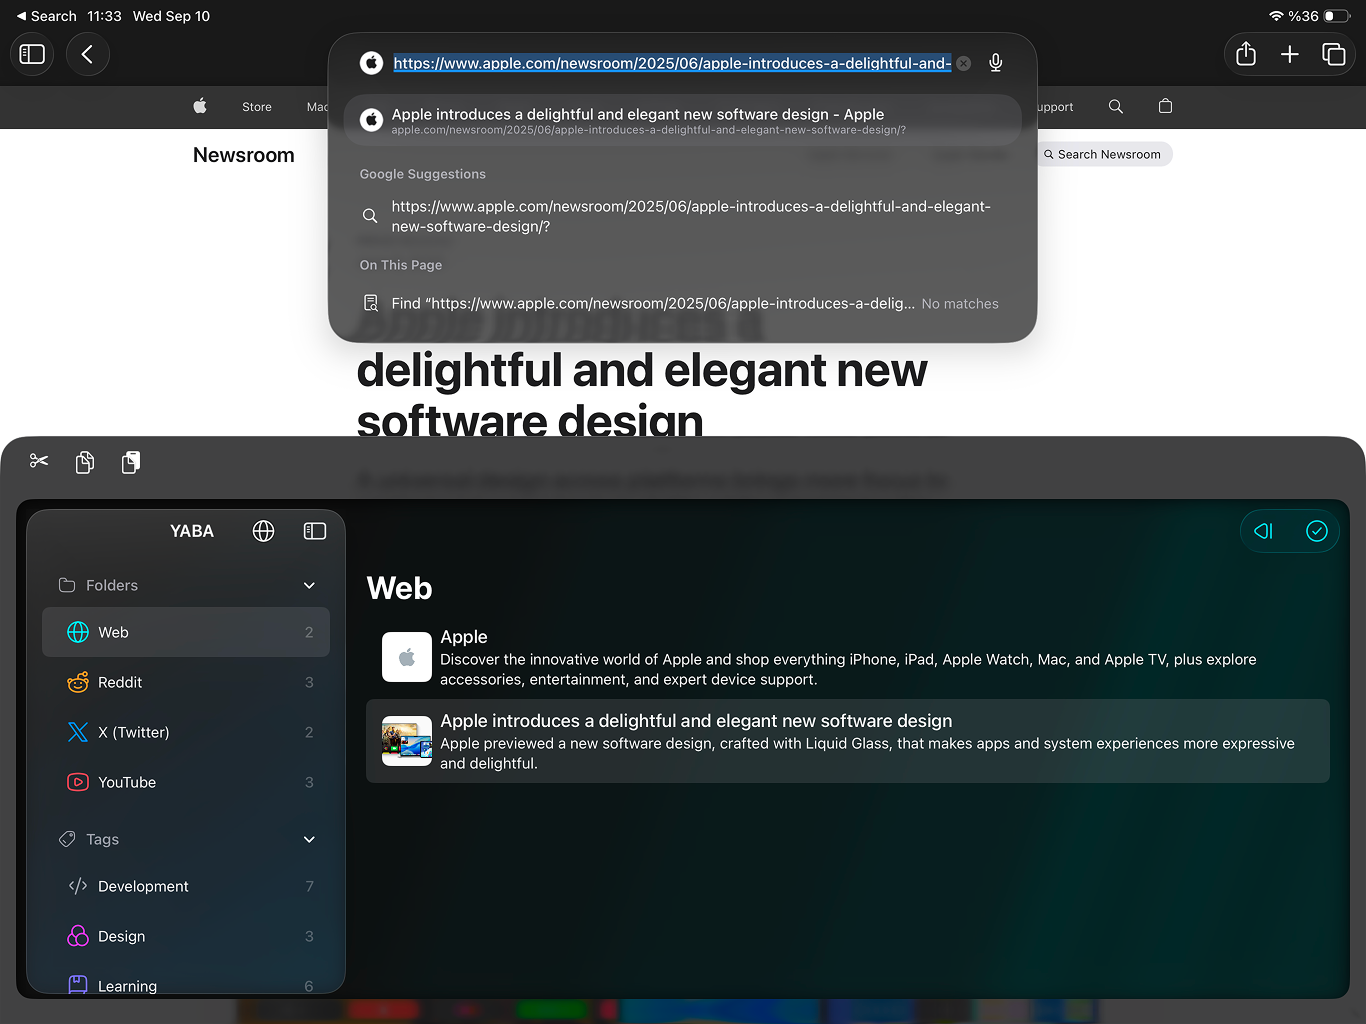 Search 11:33 Wed Sep 10 %36
https://www.apple.com/newsroom/2025/06/apple-introduces-a-delightful-and-
Store
upport
Apple introduces a delightful and elegant new software design - Apple
apple.com/newsroom/2025/06/apple-introduces-a-delightful-and-elegant-new-software-design/?
Newsroom
Search Newsroom
Google Suggestions
https://www.apple.com/newsroom/2025/06/apple-introduces-a-delightful-and-elegant-
new-software-design/?
On This Page
Find “https://www.apple.com/newsroom/2025/06/apple-introduces-a-delig... No matches
delightful and elegant new
software design
YABA
Folders
Web 2
Reddit 3
X (Twitter) 2
YouTube 3
Tags
Development 7
Design 3
Learning 6
Web
Apple
Discover the innovative world of Apple and shop everything iPhone, iPad, Apple Watch, Mac, and Apple TV, plus explore
accessories, entertainment, and expert device support.
Apple introduces a delightful and elegant new software design
Apple previewed a new software design, crafted with Liquid Glass, that makes apps and system experiences more expressive
and delightful.